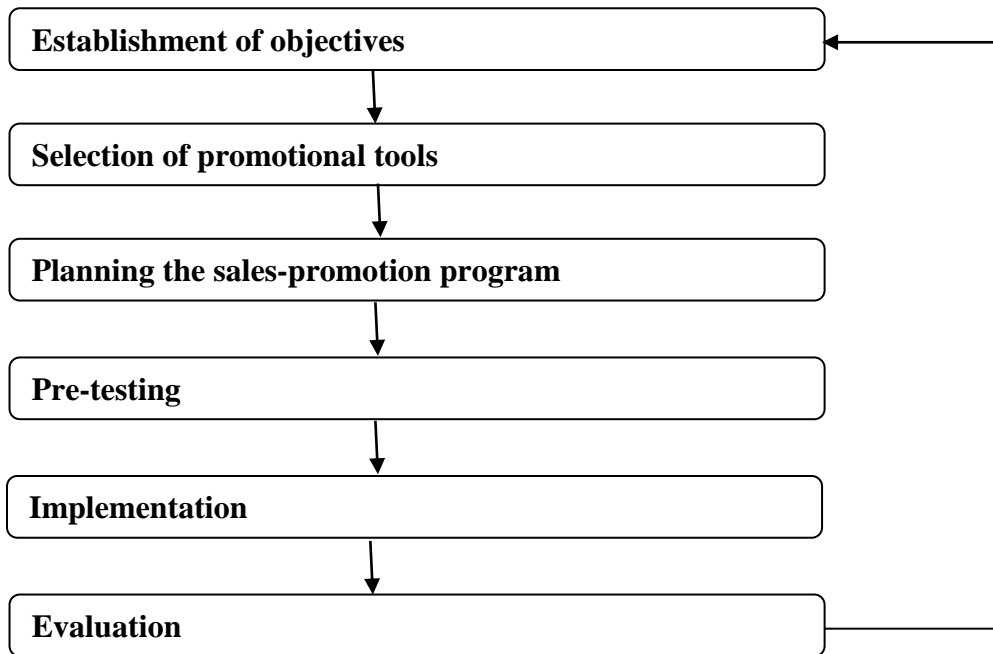 Establishment of objectives
Selection of promotional tools
Planning the sales-promotion program
Pre-testing
Implementation
Evaluation